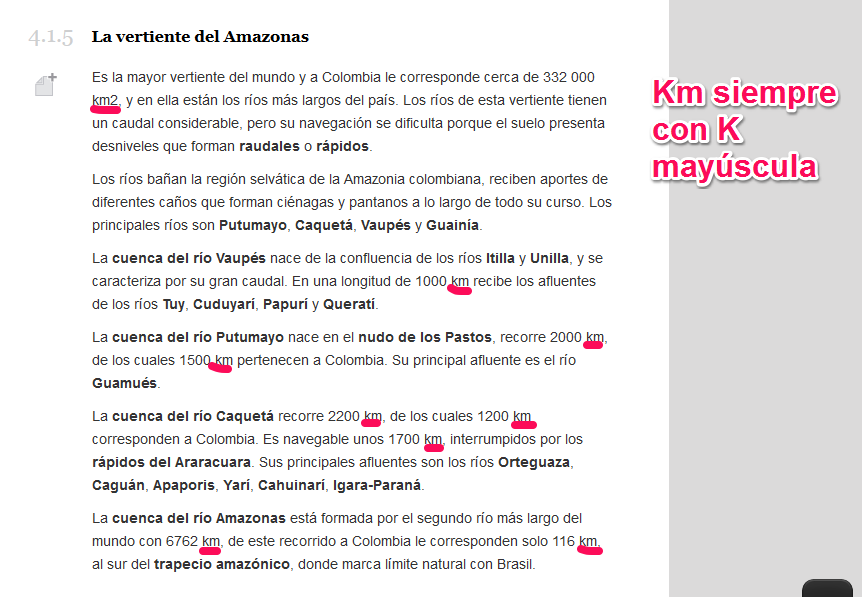 4.1.5 La vertiente del Amazonas
Es la mayor vertiente del mundo y a Colombia le corresponde cerca de 332 000
km2, y en ella están los ríos más largos del país. Los ríos de esta vertiente tienen
un caudal considerable, pero su navegación se dificulta porque el suelo presenta
desniveles que forman raudales o rápidos.
Los ríos bañan la región selvática de la Amazonia colombiana, reciben aportes de
diferentes caños que forman ciénagas y pantanos a lo largo de todo su curso. Los
principales ríos son Putumayo, Caquetá, Vaupés y Guainía.
La cuenca del río Vaupés nace de la confluencia de los ríos Itilla y Unilla, y se
caracteriza por su gran caudal. En una longitud de 1000 km recibe los afluentes
de los ríos Tuy, Cuduyarí, Papurí y Queratí.
La cuenca del río Putumayo nace en el nudo de los Pastos, recorre 2000 km,
de los cuales 1500 km pertenecen a Colombia. Su principal afluente es el río
Guamués.
La cuenca del río Caquetá recorre 2200 km, de los cuales 1200 km
corresponden a Colombia. Es navegable unos 1700 km, interrumpidos por los
rápidos del Araracuara. Sus principales afluentes son los ríos Orteguaza,
Caguán, Apaporis, Yarí, Cahuinarí, Igara-Paraná.
La cuenca del río Amazonas está formada por el segundo río más largo del
mundo con 6762 km, de este recorrido a Colombia le corresponden solo 116 km,
al sur del trapecio amazónico, donde marca límite natural con Brasil.
Km siempre
con K
mayúscula